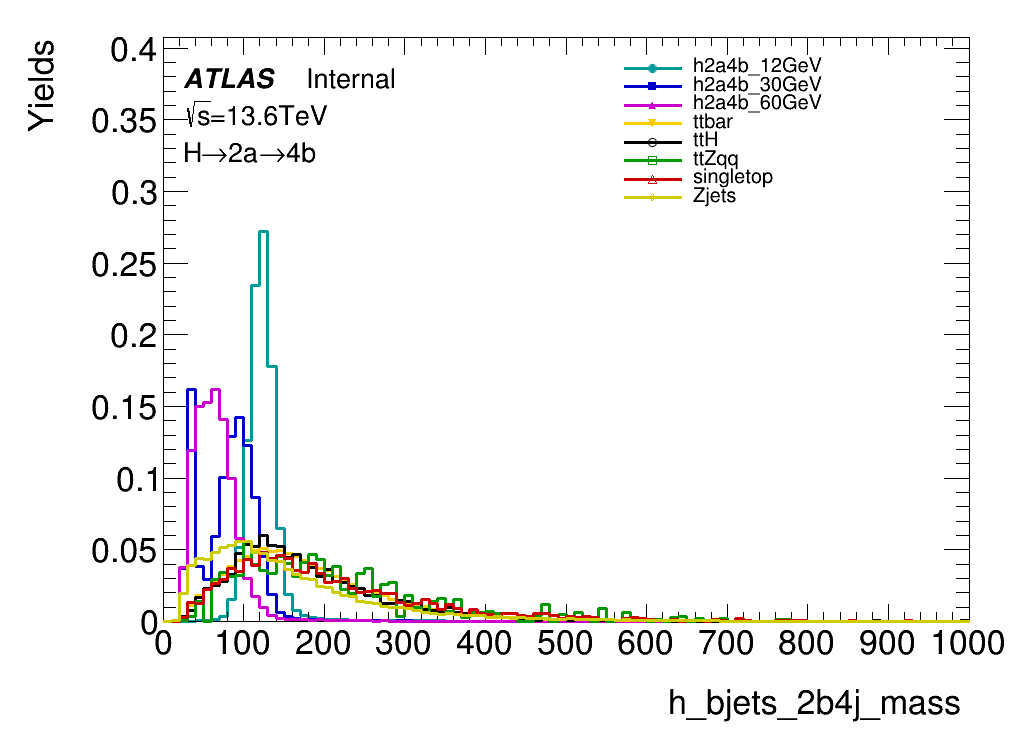 Yields
0.4
0.35
0.3
0.25
0.2
0.15
0.1
0.05
0
ATLAS Internal
√s=13.6TeV
H→2a→4b
h2a4b_12GeV
h2a4b_30GeV
h2a4b_60GeV
ttbar
ttH
ttZqq
singletop
Zjets
0 100 200 300 400 500 600 700 800 900 1000
h_bjets_2b4j_mass